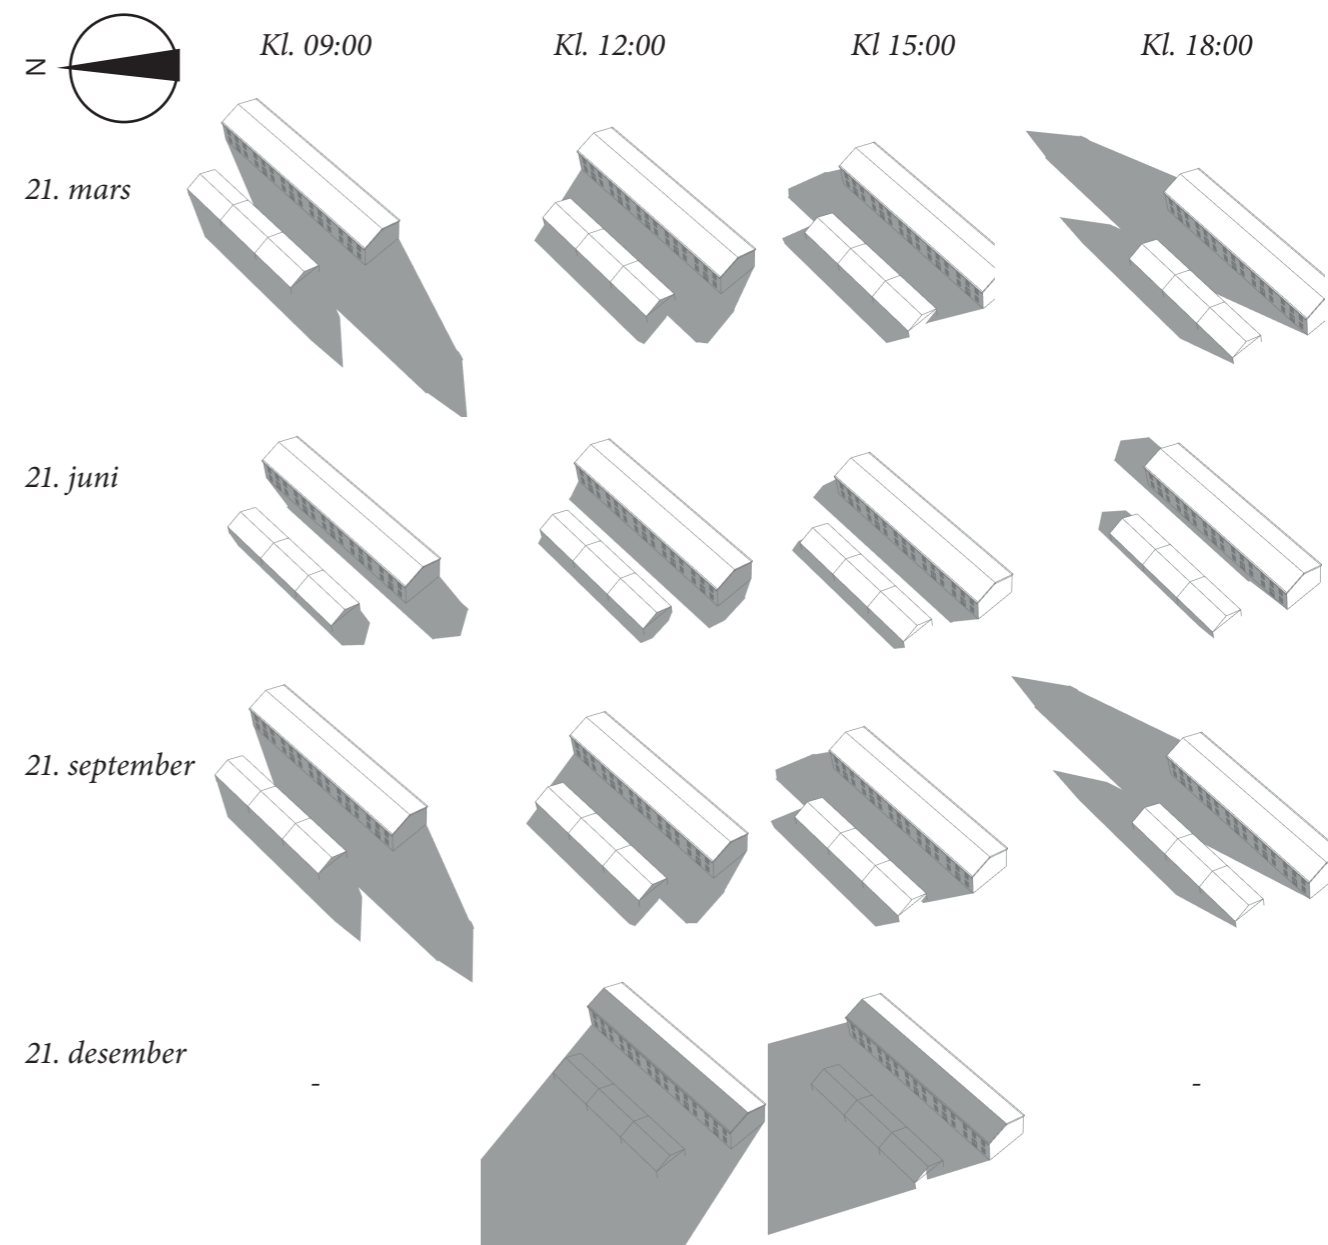 N
Kl. 09:00
Kl. 12:00
Kl 15:00
Kl. 18:00
21. mars
21. juni
21. september
21. desember
-
-